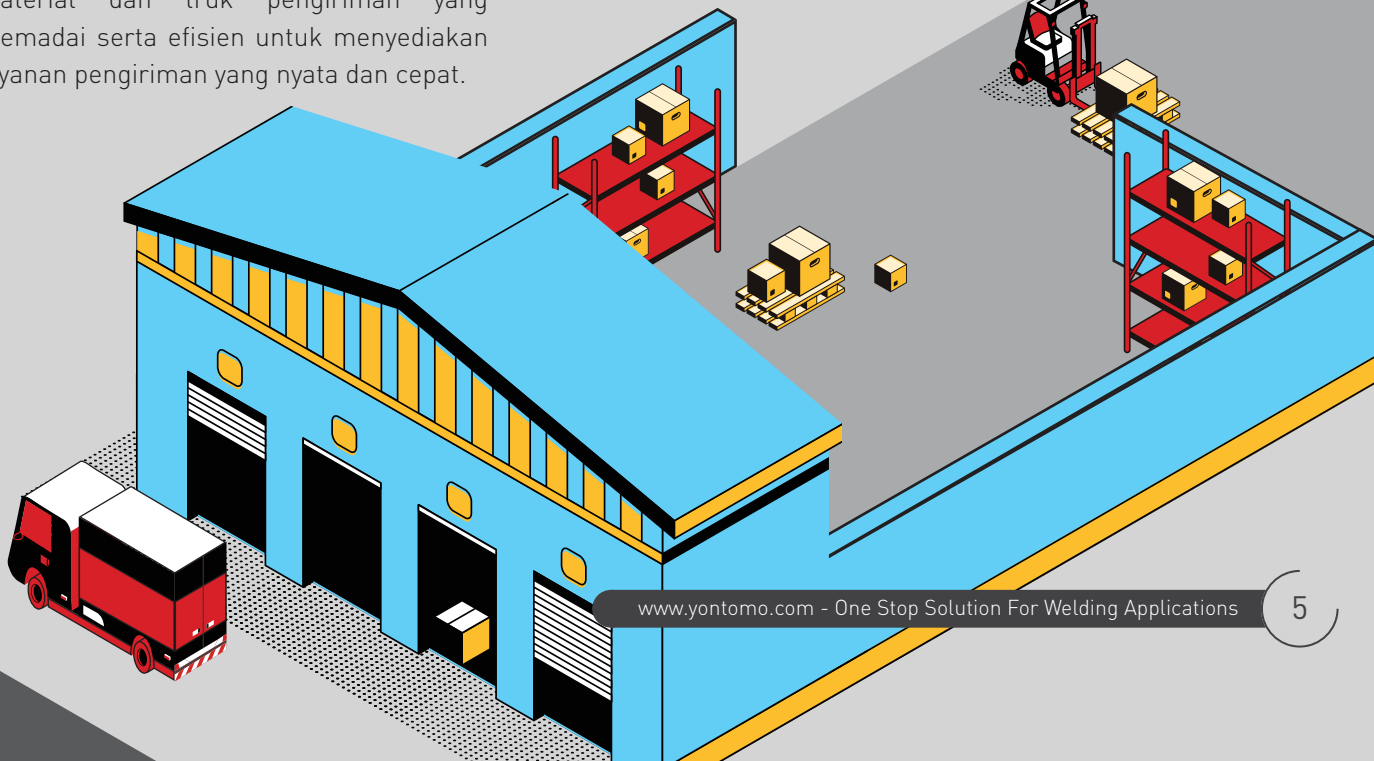 aterial dan truk pengiriman yang
emadai serta efisien untuk menyediakan
yanan pengiriman yang nyata dan cepat.
www.yontomo.com - One Stop Solution For Welding Applications
5